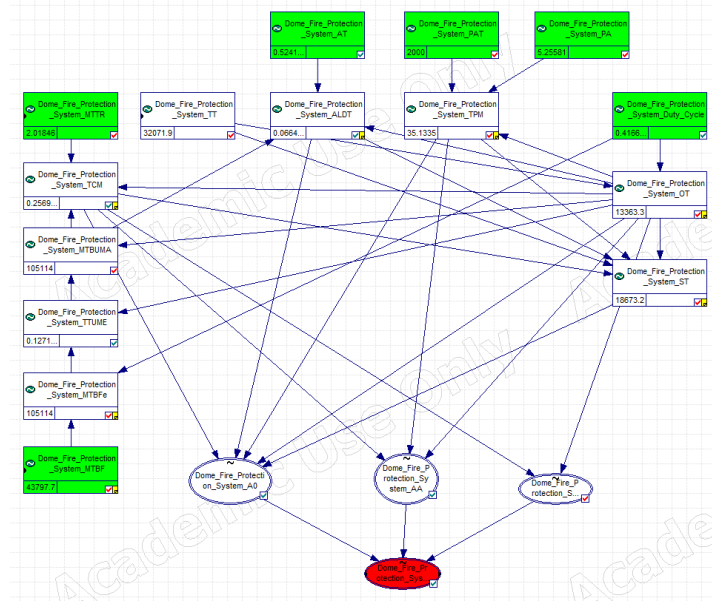 Dome_Fire_Protection
_System_AT
0.5241...
Dome_Fire_Protection
_System_PAT
2000
Dome_Fire_Protection
_System_PA
5.25581
Dome_Fire_Protection
_System_MTTR
2.01846
Dome_Fire_Protection
_System_TT
32071.9
Dome_Fire_Protection
_System_ALDT
0.0664...
Dome_Fire_Protection
_System_TPM
35.1335
Dome_Fire_Protection
_System_Duty_Cycle
0.4166...
Dome_Fire_Protection
_System_TCM
0.2569...
Dome_Fire_Protection
_System_OT
13363.3
Dome_Fire_Protection
_System_MTBUMA
105114
Dome_Fire_Protection
_System_ST
18673.2
Dome_Fire_Protection
_System_TTUME
0.1271...
Dome_Fire_Protection
_System_MTBFe
105114
Dome_Fire_Protection
_System_MTBF
43797.7
Dome_Fire_Protecti
on_System_A0
Dome_Fire_P
rotection_Sy
stem_AA
Dome_Fire_P
rotection_S...
Dome_Fire_Pr
otection_Sys...
Academic Use Only